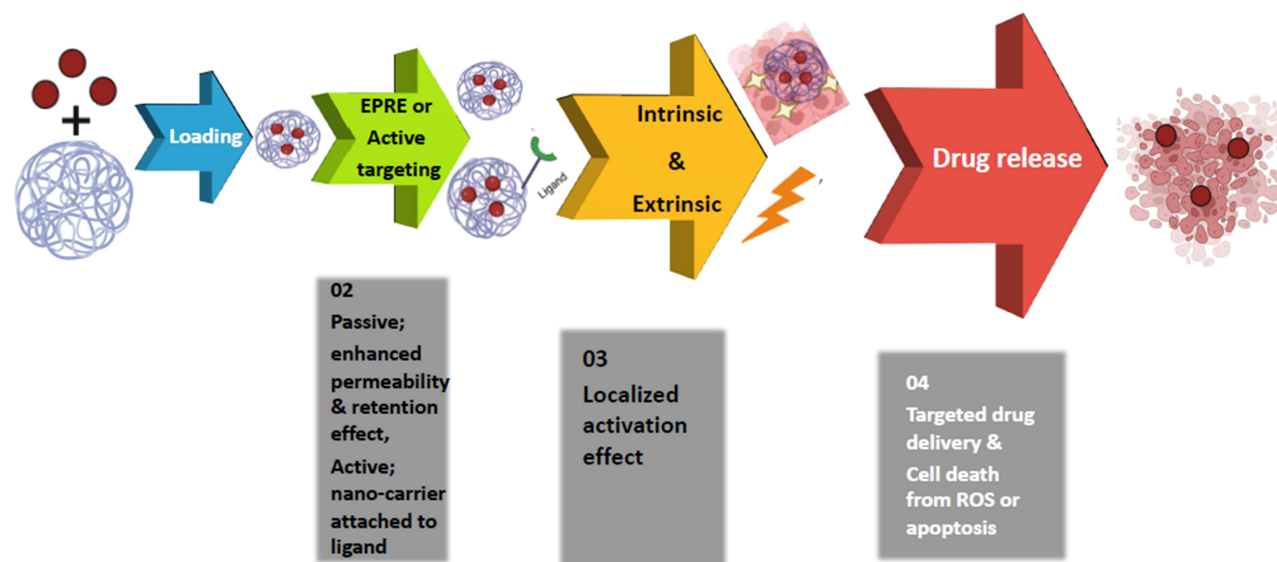 +
Loading
EPRE or
Active
targeting
Ligand
Intrinsic
&
Extrinsic
Drug release
02
Passive;
enhanced
permeability
& retention
effect,
Active;
nano-carrier
attached to
ligand
03
Localized
activation
effect
04
Targeted drug
delivery &
Cell death
from ROS or
apoptosis